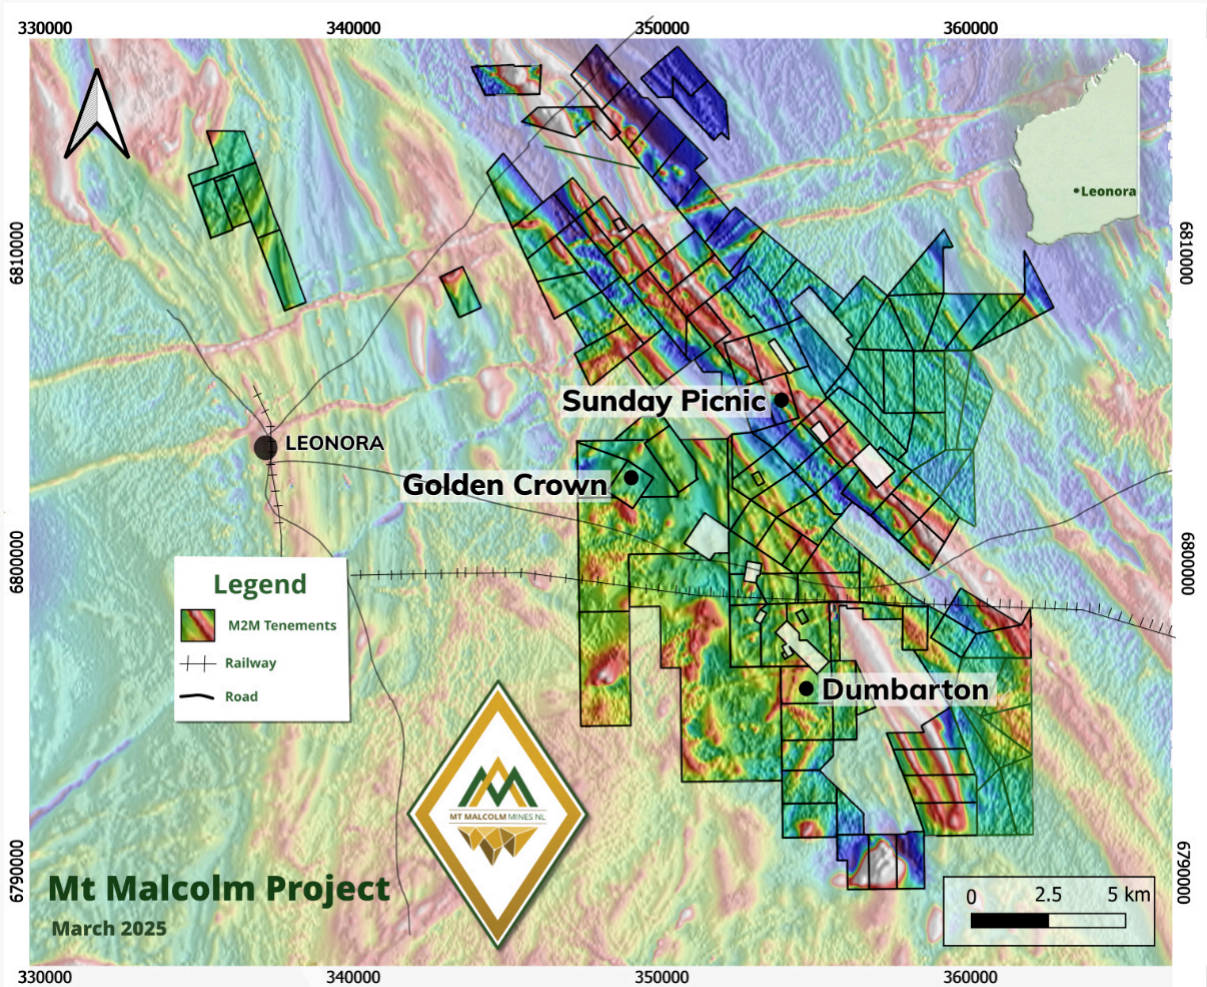 330000 340000 350000 360000
Leonora
6810000
6810000
Sunday Picnic
LEONORA
Golden Crown
6800000
6800000
Legend
M2M Tenements
Railway
Road
Dumbarton
MT MALCOLM MINES NL
6790000
6790000
Mt Malcolm Project
March 2025
0 2.5 5 km
330000 340000 350000 360000